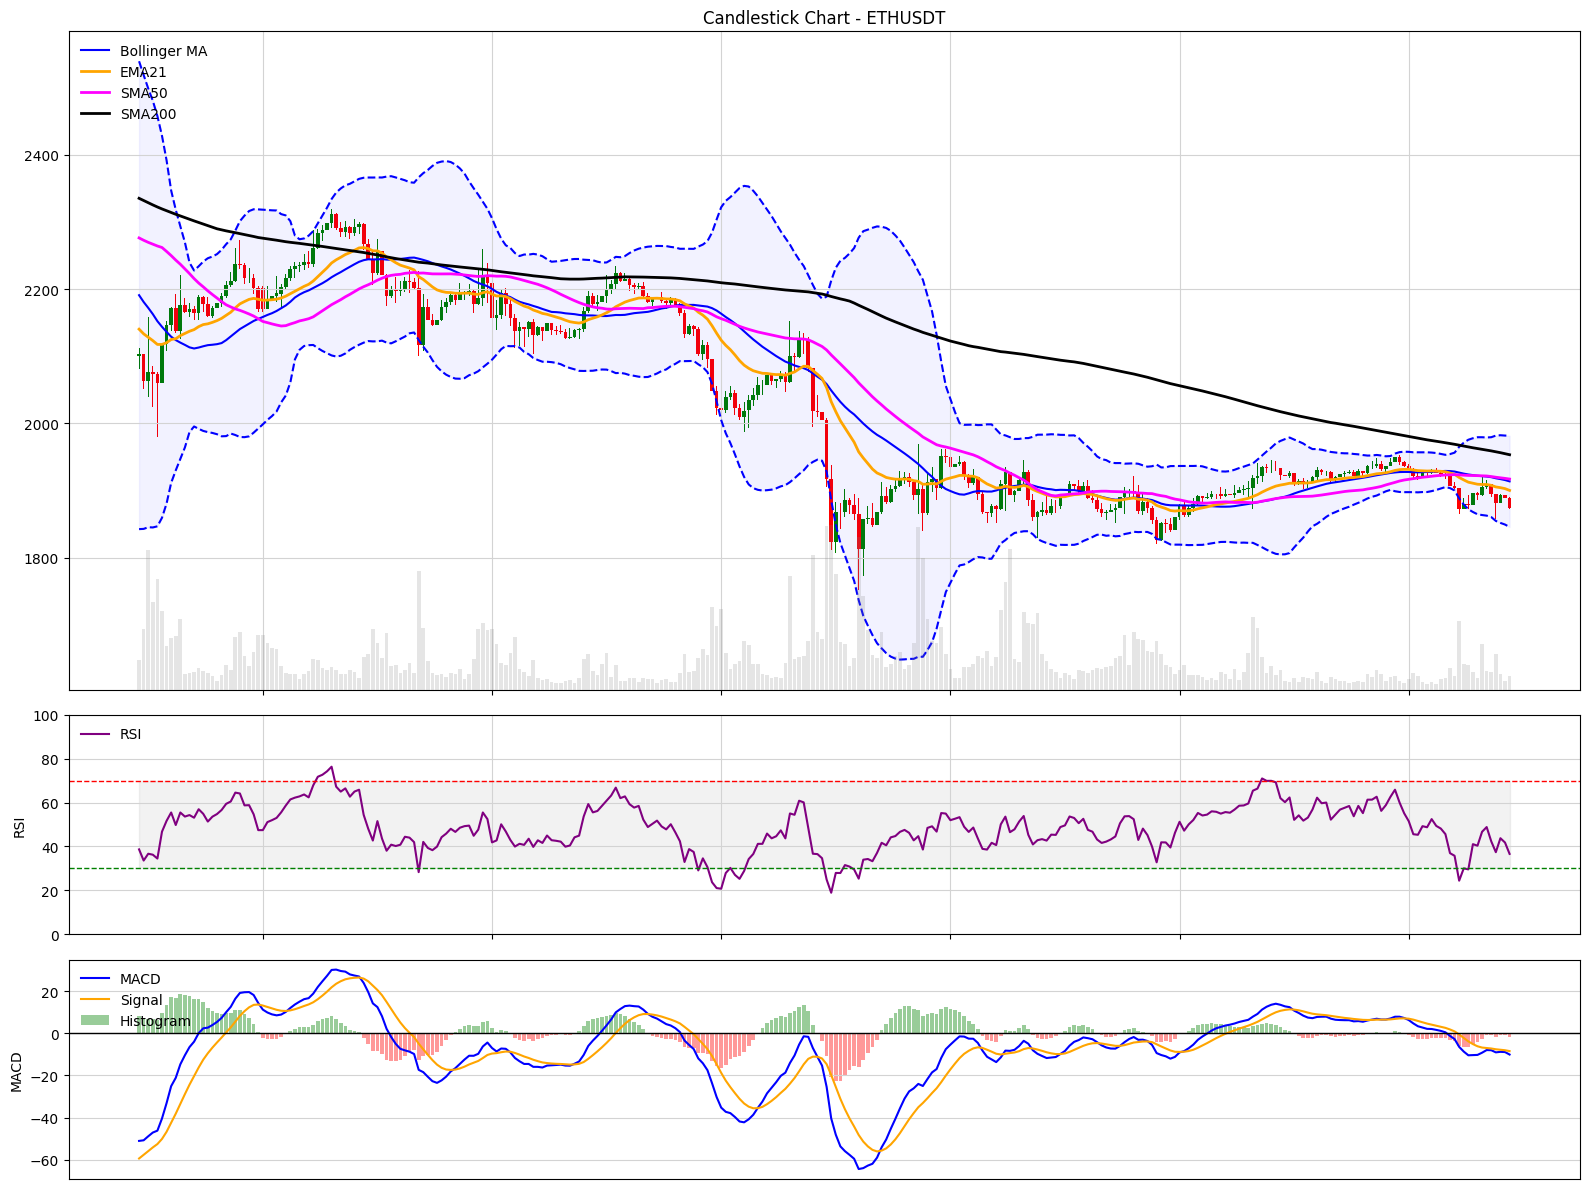 Candlestick Chart - ETHUSDT
Bollinger MA
EMA21
SMA50
SMA200
2400
2200
2000
1800
RSI
100
80
60
40
20
0
RSI
MACD
Signal
Histogram
20
0
−20
−40
−60
MACD